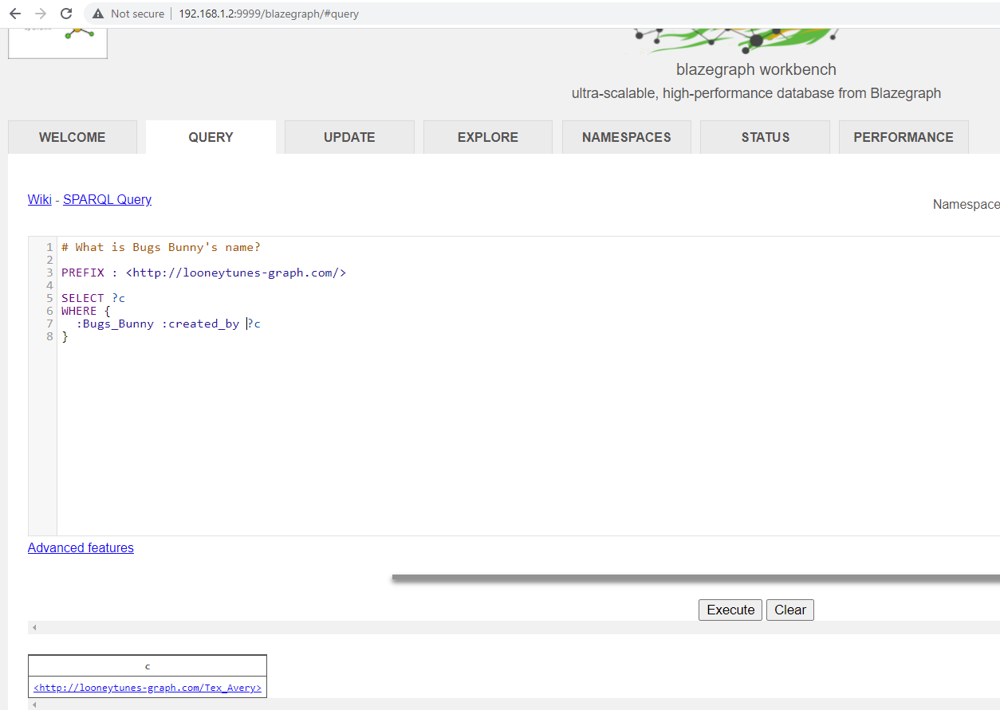 Not secure | 192.168.1.2:9999/blazegraph/#query
blazegraph workbench
ultra-scalable, high-performance database from Blazegraph
WELCOME QUERY UPDATE EXPLORE NAMESPACES STATUS PERFORMANCE
Wiki - SPARQL Query
Namespace
1 # What is Bugs Bunny's name?
2
3 PREFIX : <http://looneytunes-graph.com/>
4
5 SELECT ?c
6 WHERE {
7 :Bugs_Bunny :created_by ?c
8 }
Advanced features
Execute Clear
c
<http://looneytunes-graph.com/Tex_Avery>